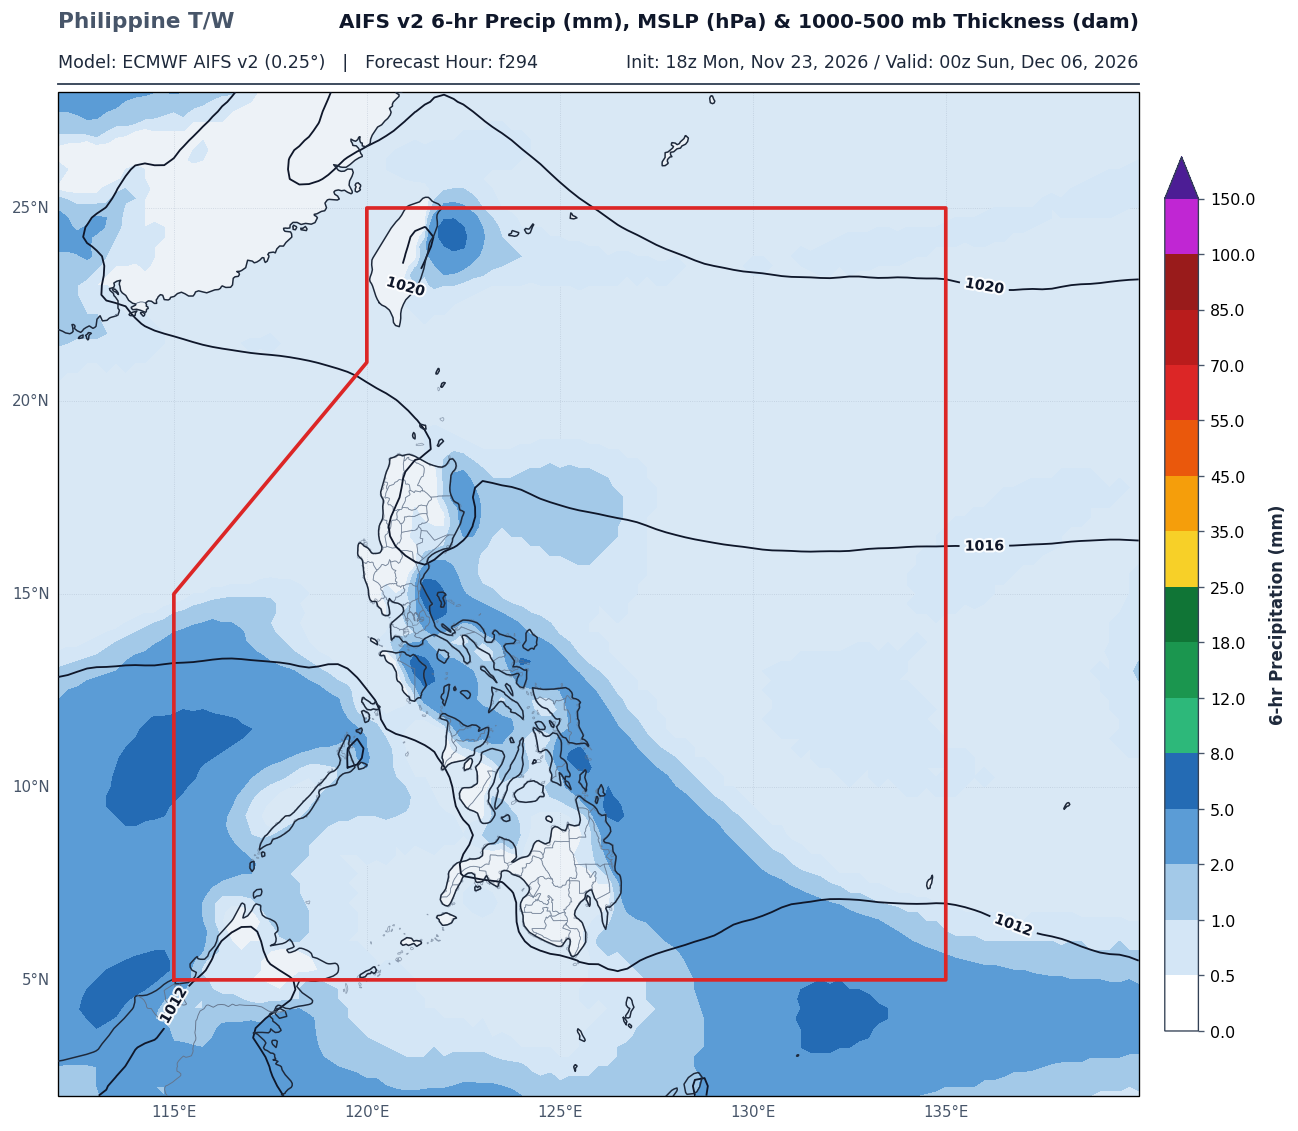 Philippine T/W
AIFS v2 6-hr Precip (mm), MSLP (hPa) & 1000-500 mb Thickness (dam)
Model: ECMWF AIFS v2 (0.25°) | Forecast Hour: f294
Init: 18z Mon, Nov 23, 2026 / Valid: 00z Sun, Dec 06, 2026
25°N
20°N
15°N
10°N
5°N
115°E
120°E
125°E
130°E
135°E
1020
1020
1016
1012
1012
150.0
100.0
85.0
70.0
55.0
45.0
35.0
25.0
18.0
12.0
8.0
5.0
2.0
1.0
0.5
0.0
6-hr Precipitation (mm)